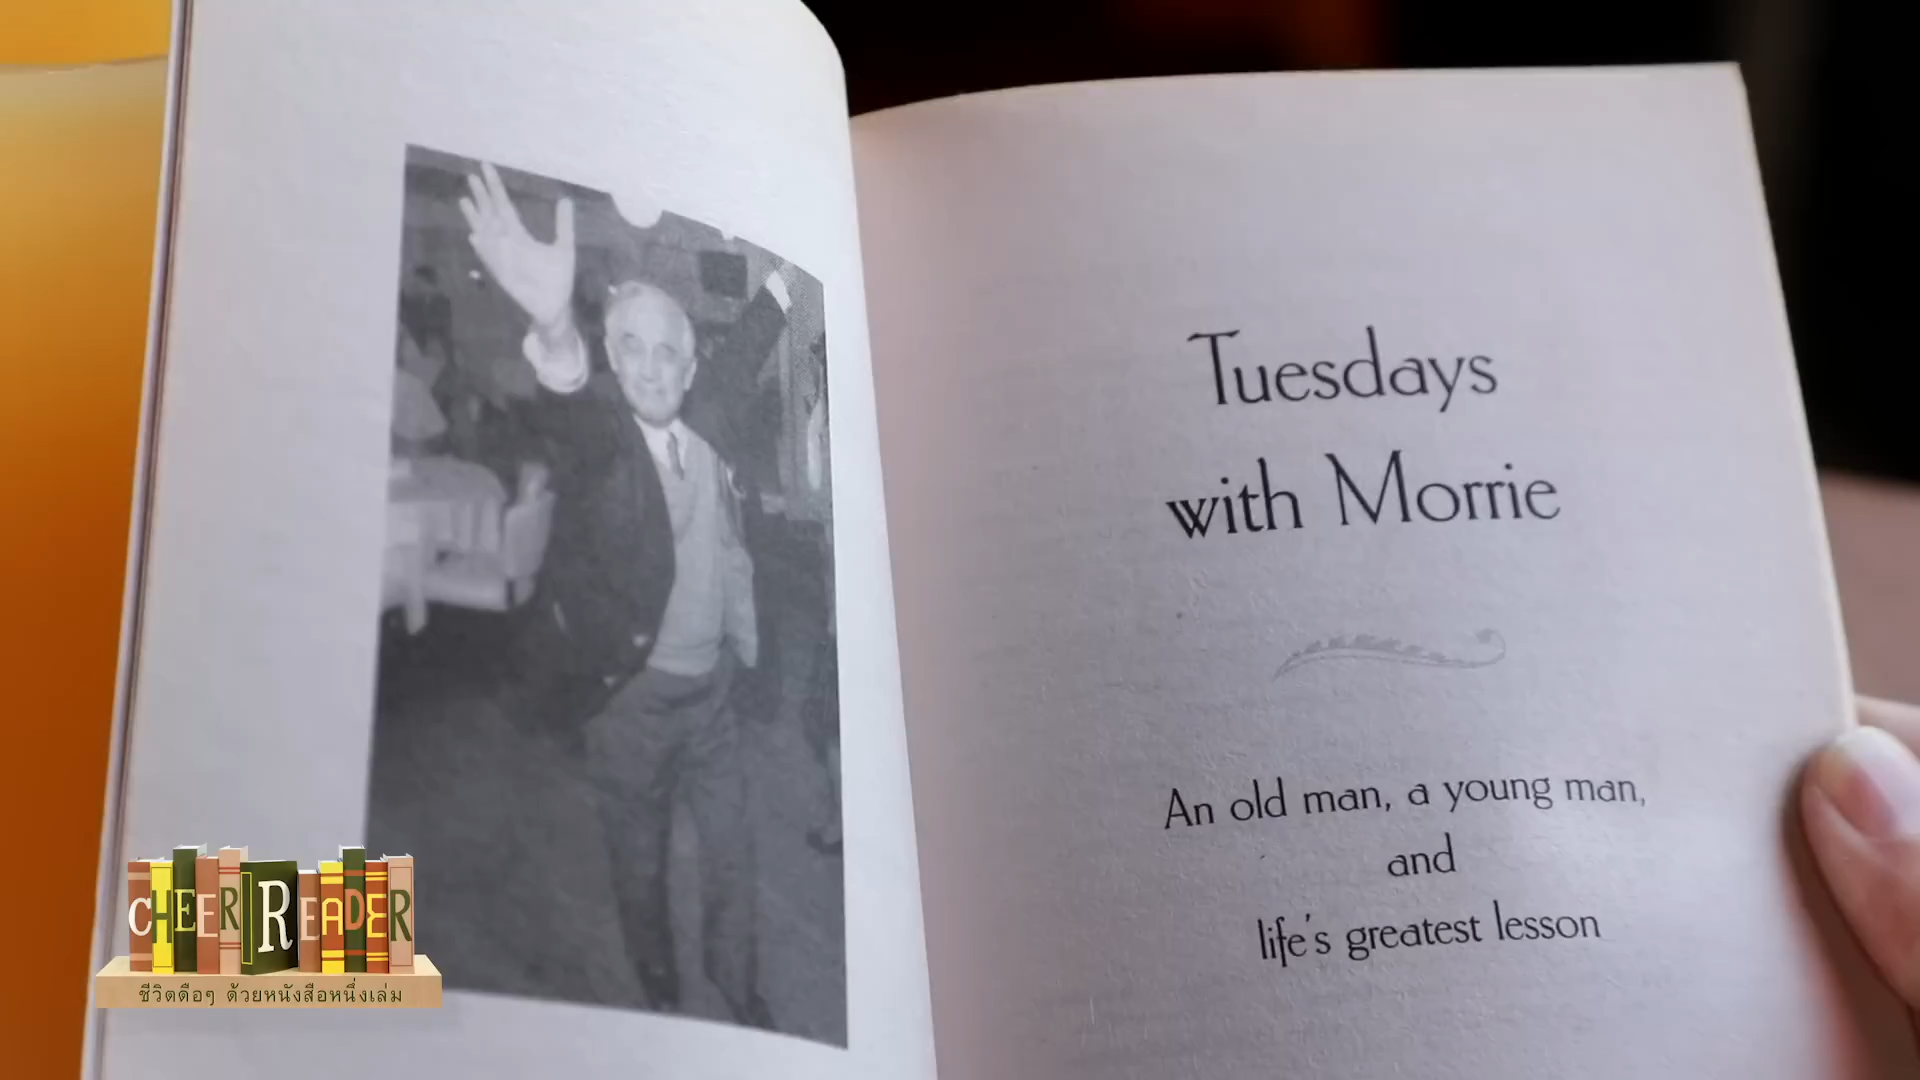 Tuesdays
with Morrie
An old man, a young man,
and
life's greatest lesson
CHEER READER
ชีวิตดีอๆ ด้วยหนังสือหนึ่งเล่ม